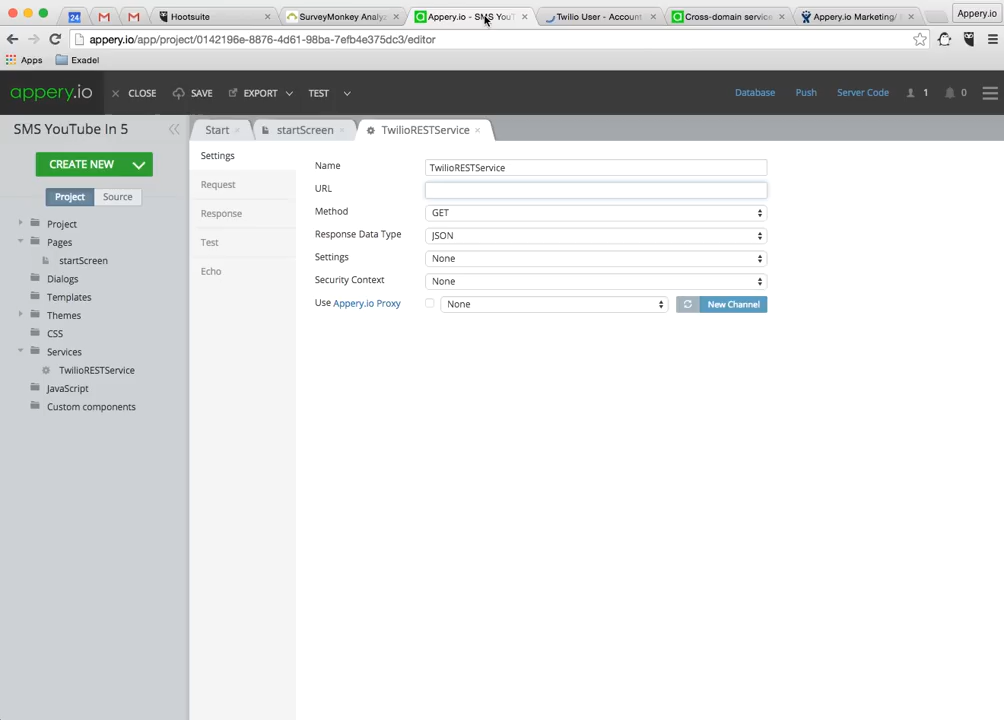 24 Hootsuite SurveyMonkey Analyz Appery.io - SMS YouT Twilio User - Account Cross-domain service Appery.io Marketing/ Appery.io
appery.io/app/project/0142196e-8876-4d61-98ba-7efb4e375dc3/editor
Apps Exadel
appery.io CLOSE SAVE EXPORT TEST Database Push Server Code 1 0
SMS YouTube In 5 Start startScreen TwilioRESTService
CREATE NEW
Project Source
Project
Pages
startScreen
Dialogs
Templates
Themes
CSS
Services
TwilioRESTService
JavaScript
Custom components
Settings
Request
Response
Test
Echo
Name TwilioRESTService
URL
Method GET
Response Data Type JSON
Settings None
Security Context None
Use Appery.io Proxy None New Channel